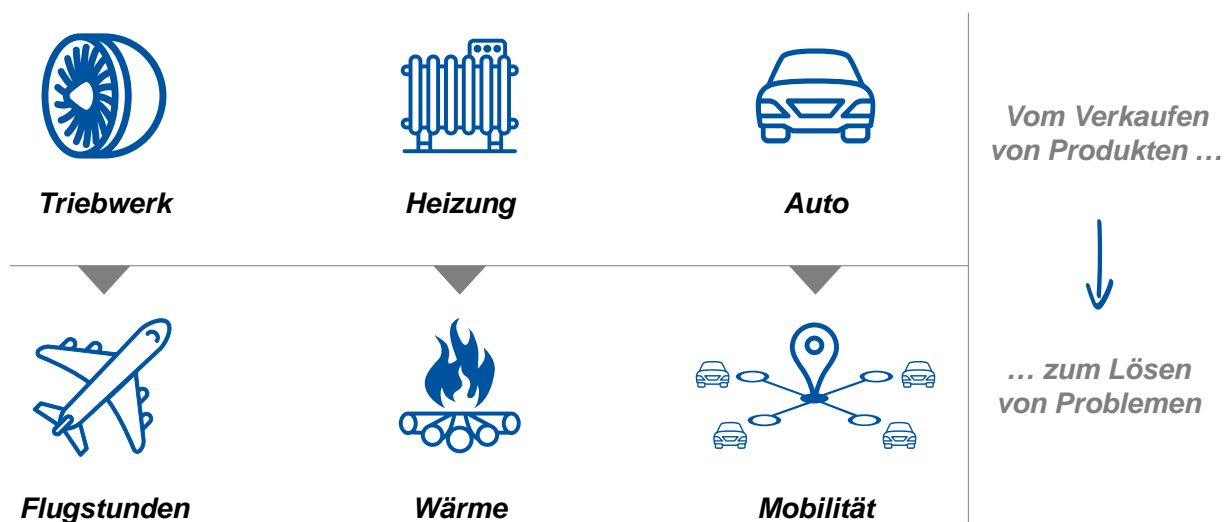 Triebwerk
Heizung
Auto
Vom Verkaufen
von Produkten …
Flugstunden
Wärme
Mobilität
… zum Lösen
von Problemen